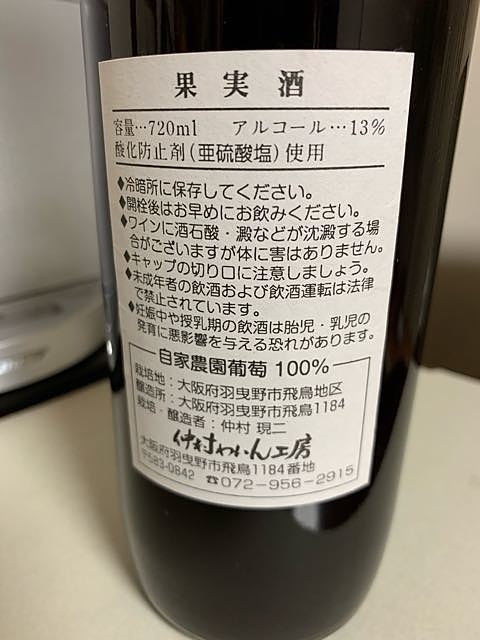 果実酒
容量…720ml アルコール…13%
酸化防止剤(亜硫酸塩)使用
◆冷暗所に保存してください。
◆開栓後はお早めにお飲みください。
◆ワインに酒石酸・澱などが沈澱する場
合がございますが体に害はありません。
◆キャップの切り口に注意しましょう。
◆未成年者の飲酒および飲酒運転は法律
で禁止されています。
◆妊娠中や授乳期の飲酒は胎児・乳児の
発育に悪影響を与える恐れがあります。
自家農園葡萄 100%
栽培地:大阪府羽曳野市飛鳥地区
醸造所:大阪府羽曳野市飛鳥1184
栽培・醸造者:仲村 現二
仲村わいん工房
大阪府羽曳野市飛鳥1184番地
〒583-0842 ☎072-956-2915